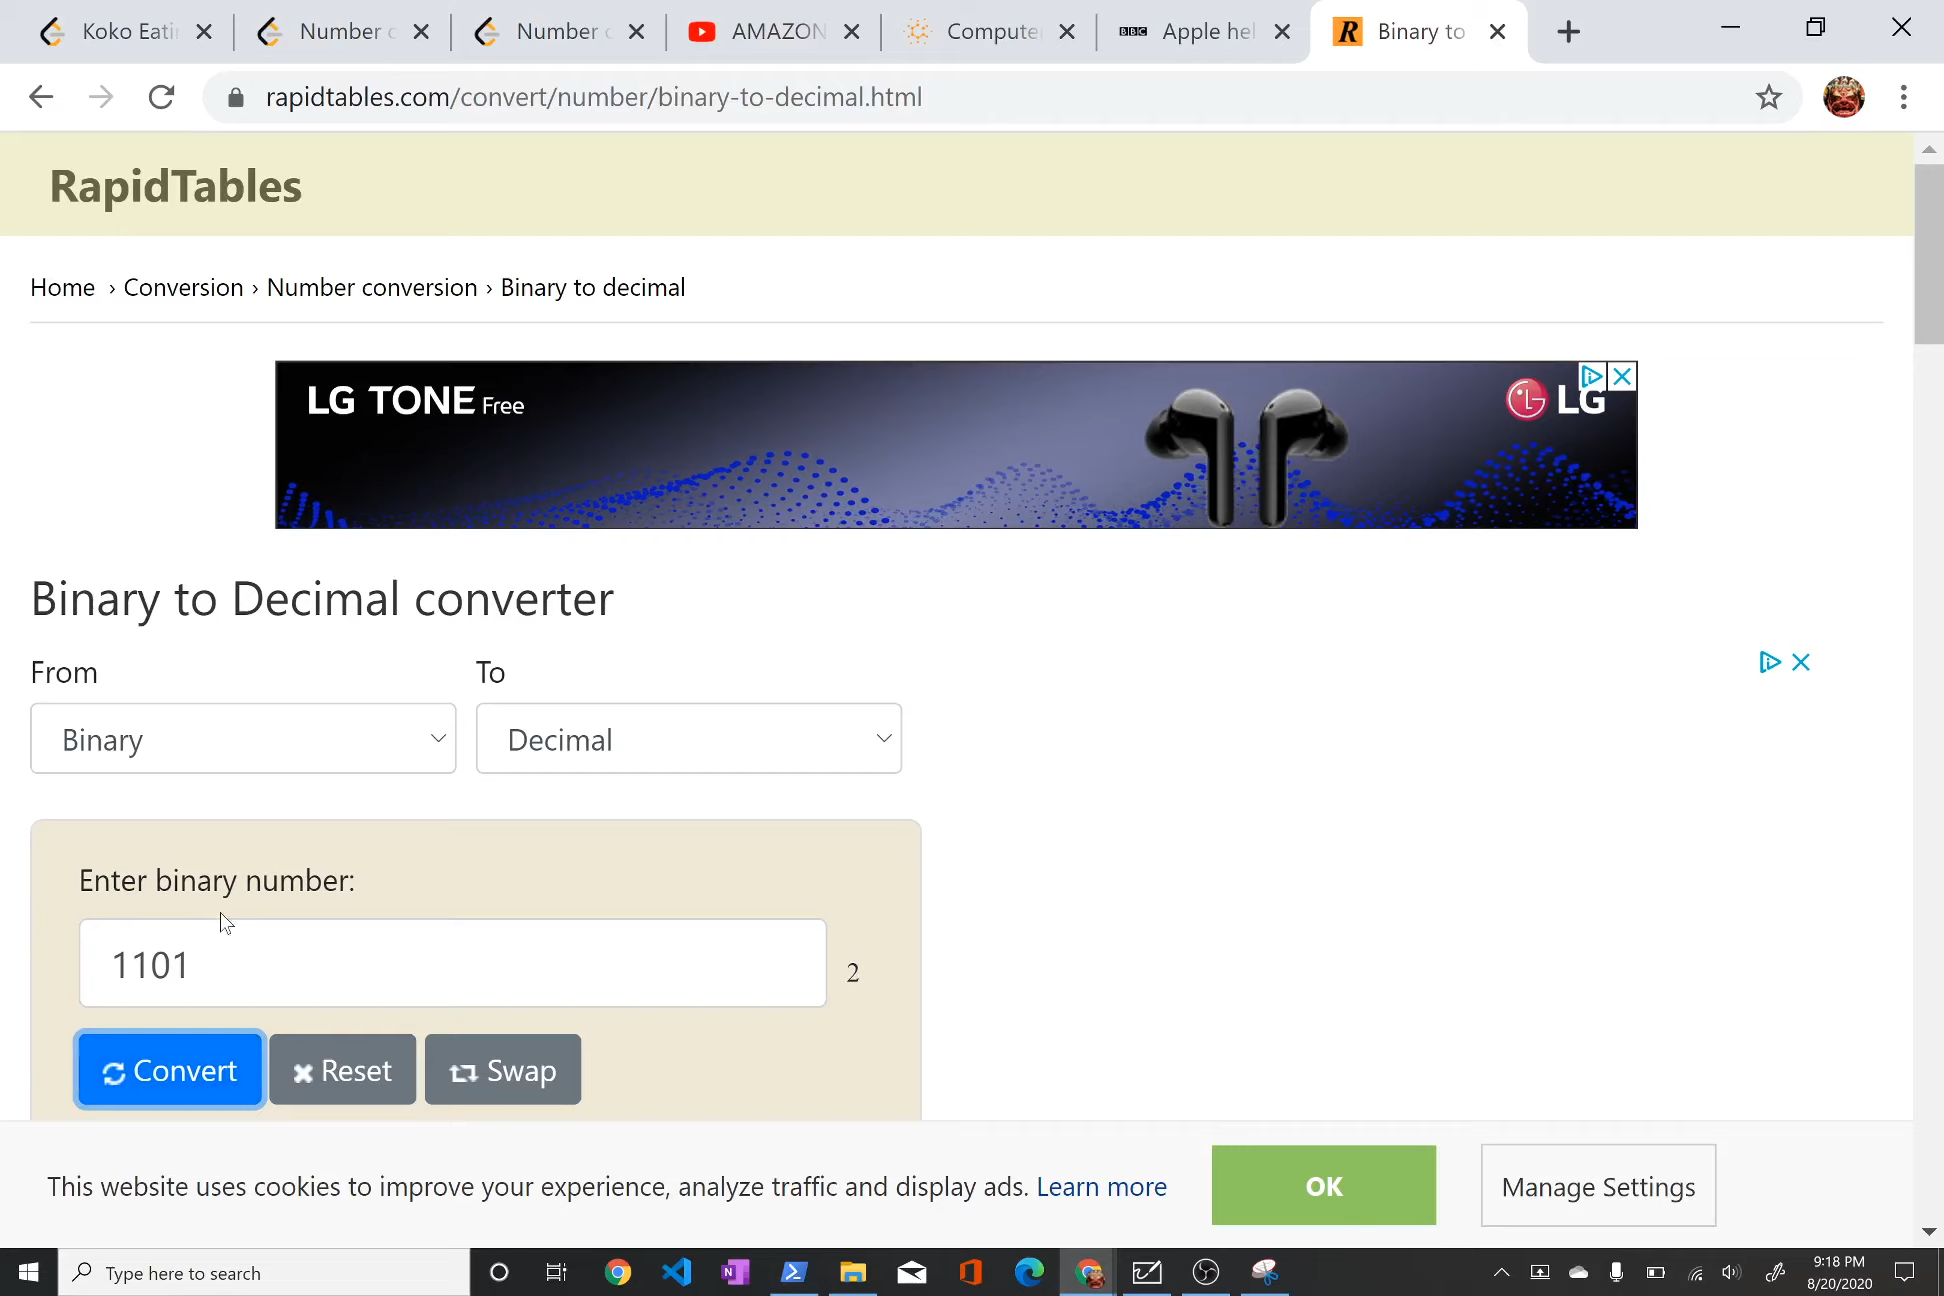 Koko Eati
Number c
Number c
AMAZON
Compute
BBC
Apple hel
R
Binary to
rapidtables.com/convert/number/binary-to-decimal.html
RapidTables
Home › Conversion › Number conversion › Binary to decimal
LG TONE Free
LG
Binary to Decimal converter
From
To
Binary
Decimal
Enter binary number:
1101
2
Convert
Reset
Swap
This website uses cookies to improve your experience, analyze traffic and display ads. Learn more
OK
Manage Settings
Type here to search
9:18 PM
8/20/2020